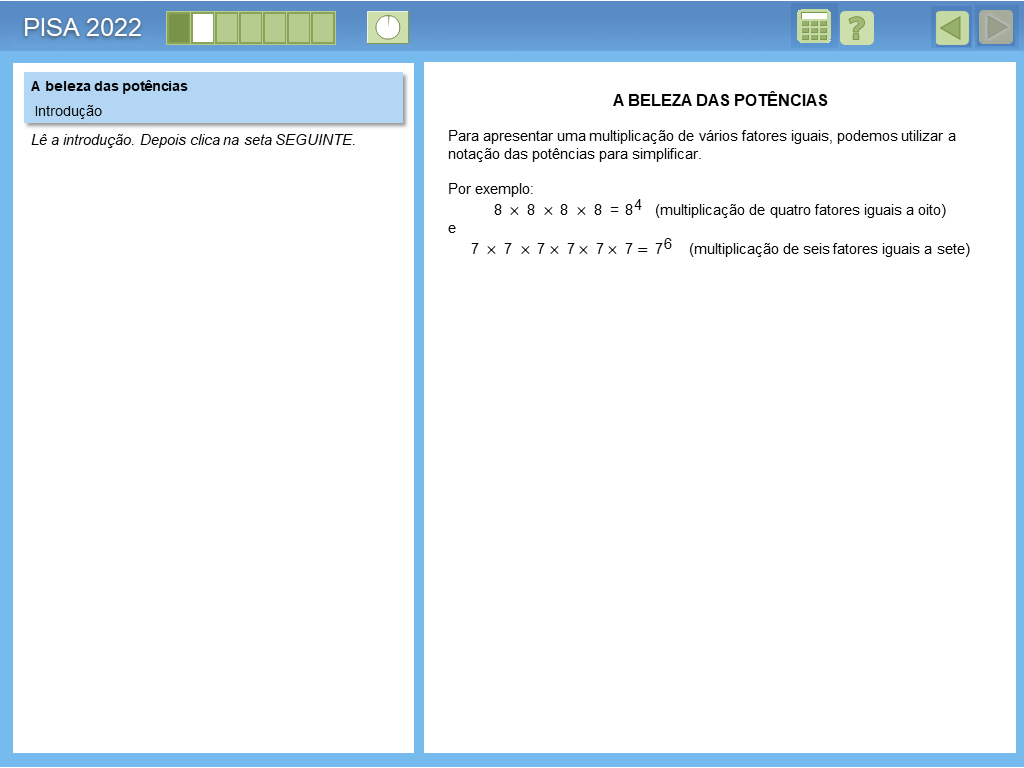 PISA 2022
?
A beleza das potências
Introdução
Lê a introdução. Depois clica na seta SEGUINTE.
A BELEZA DAS POTÊNCIAS
Para apresentar uma multiplicação de vários fatores iguais, podemos utilizar a
notação das potências para simplificar.
Por exemplo:
8 × 8 × 8 × 8 = 8⁴ (multiplicação de quatro fatores iguais a oito)
e
7 × 7 × 7 × 7 × 7 × 7 = 7⁶ (multiplicação de seis fatores iguais a sete)